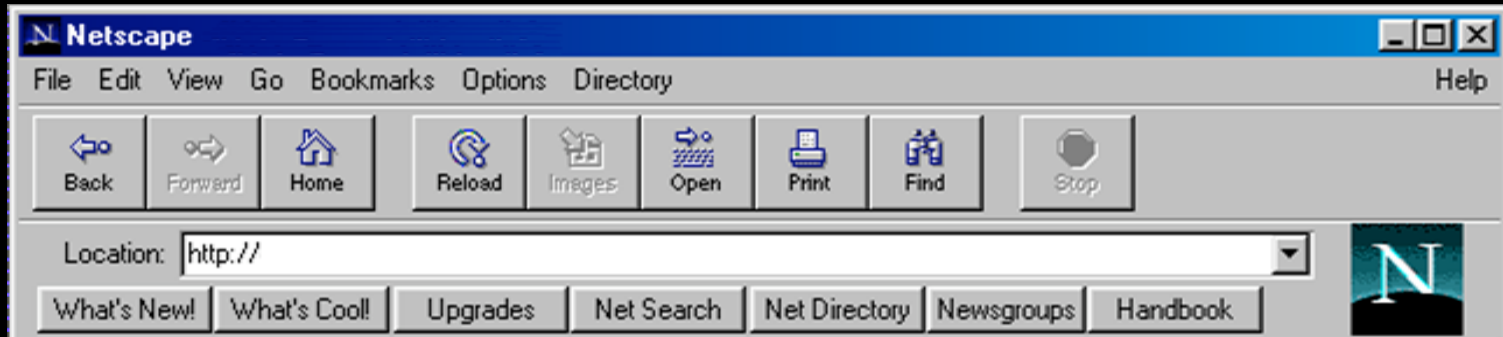 N Netscape
File Edit View Go Bookmarks Options Directory Help
Back Forward Home Reload Images Open Print Find Stop
Location: http://
What's New! What's Cool! Upgrades Net Search Net Directory Newsgroups Handbook
N